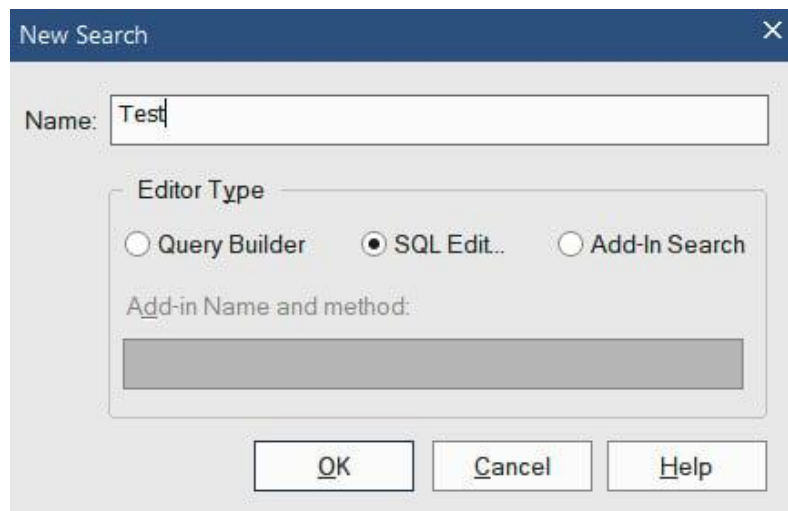 New Search
Name: Test
Editor Type
Query Builder SQL Edit... Add-In Search
Add-in Name and method:
OK Cancel Help